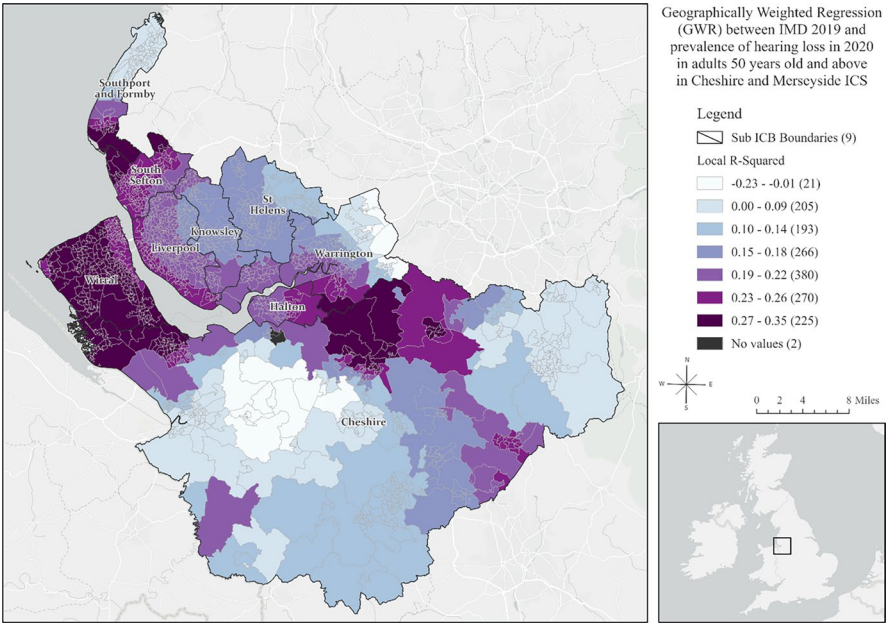 Geographically Weighted Regression
(GWR) between IMD 2019 and
prevalence of hearing loss in 2020
in adults 50 years old and above
in Cheshire and Merseyside ICS
Legend
Sub ICB Boundaries (9)
Local R-Squared
-0.23 - -0.01 (21)
0.00 - 0.09 (205)
0.10 - 0.14 (193)
0.15 - 0.18 (266)
0.19 - 0.22 (380)
0.23 - 0.26 (270)
0.27 - 0.35 (225)
No values (2)
N
W E
S
0 2 4 8 Miles
Southport
and Formby
South
Sefton
St
Helens
Knowsley
Liverpool
Warrington
Wirral
Halton
Cheshire